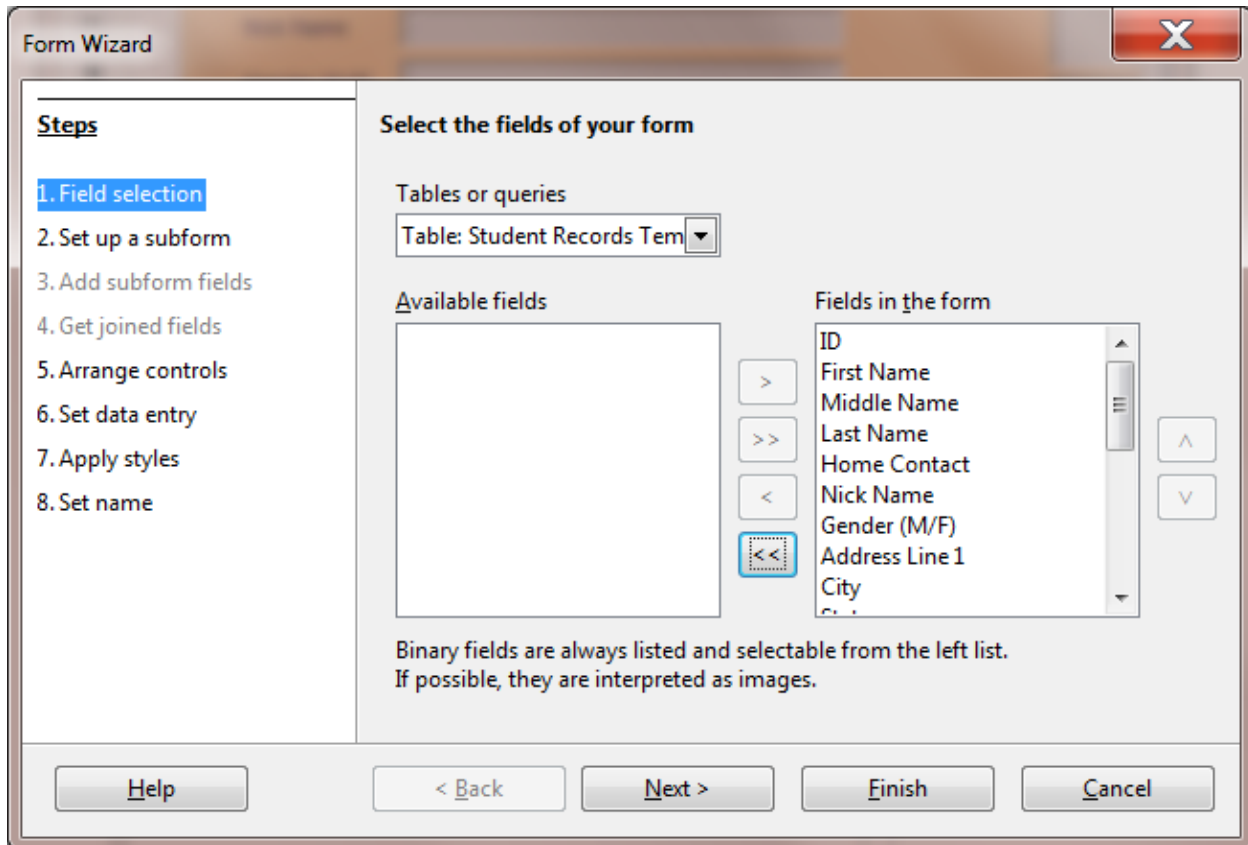 Form Wizard
Steps
1. Field selection
2. Set up a subform
3. Add subform fields
4. Get joined fields
5. Arrange controls
6. Set data entry
7. Apply styles
8. Set name
Select the fields of your form
Tables or queries
Table: Student Records Tem
Available fields
>
>>
<
<<
Fields in the form
ID
First Name
Middle Name
Last Name
Home Contact
Nick Name
Gender (M/F)
Address Line 1
City
Binary fields are always listed and selectable from the left list.
If possible, they are interpreted as images.
Help
< Back
Next >
Finish
Cancel